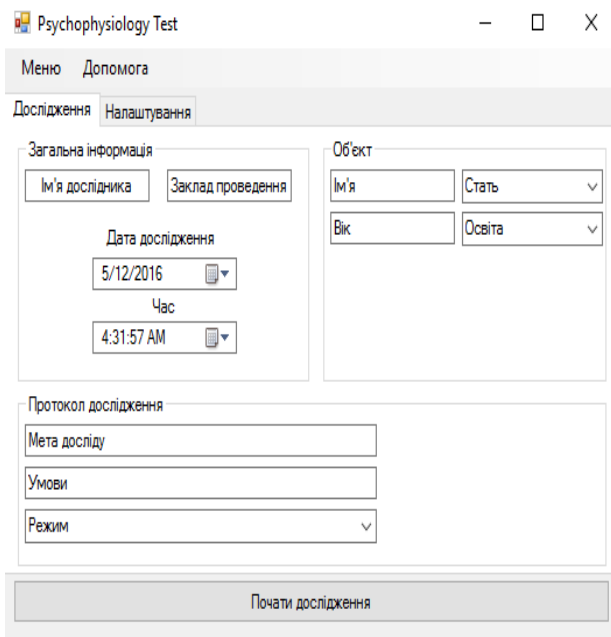 Psychophysiology Test
Меню Допомога
Дослідження Налаштування
Загальна інформація
Ім'я дослідника Заклад проведення
Дата дослідження
5/12/2016
Час
4:31:57 AM
Об'єкт
Ім'я Стать
Вік Освіта
Протокол дослідження
Мета досліду
Умови
Режим
Почати дослідження